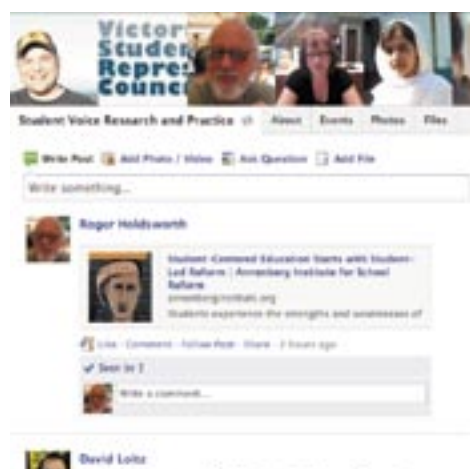 Victor
Studen
Repres
Counc
Student Voice Research and Practice About Events Photos Files
Write Post Add Photo / Video Ask Question Add File
Write something...
Roger Holdsworth
Student-Centered Education Starts with Student-
Led Reform | Annenberg Institute for School
Reform
annenberginstitute.org
Students experience the strengths and weaknesses of
Like · Comment · Follow Post · Share · 2 hours ago
Seen by
Write a comment...
David Loitz